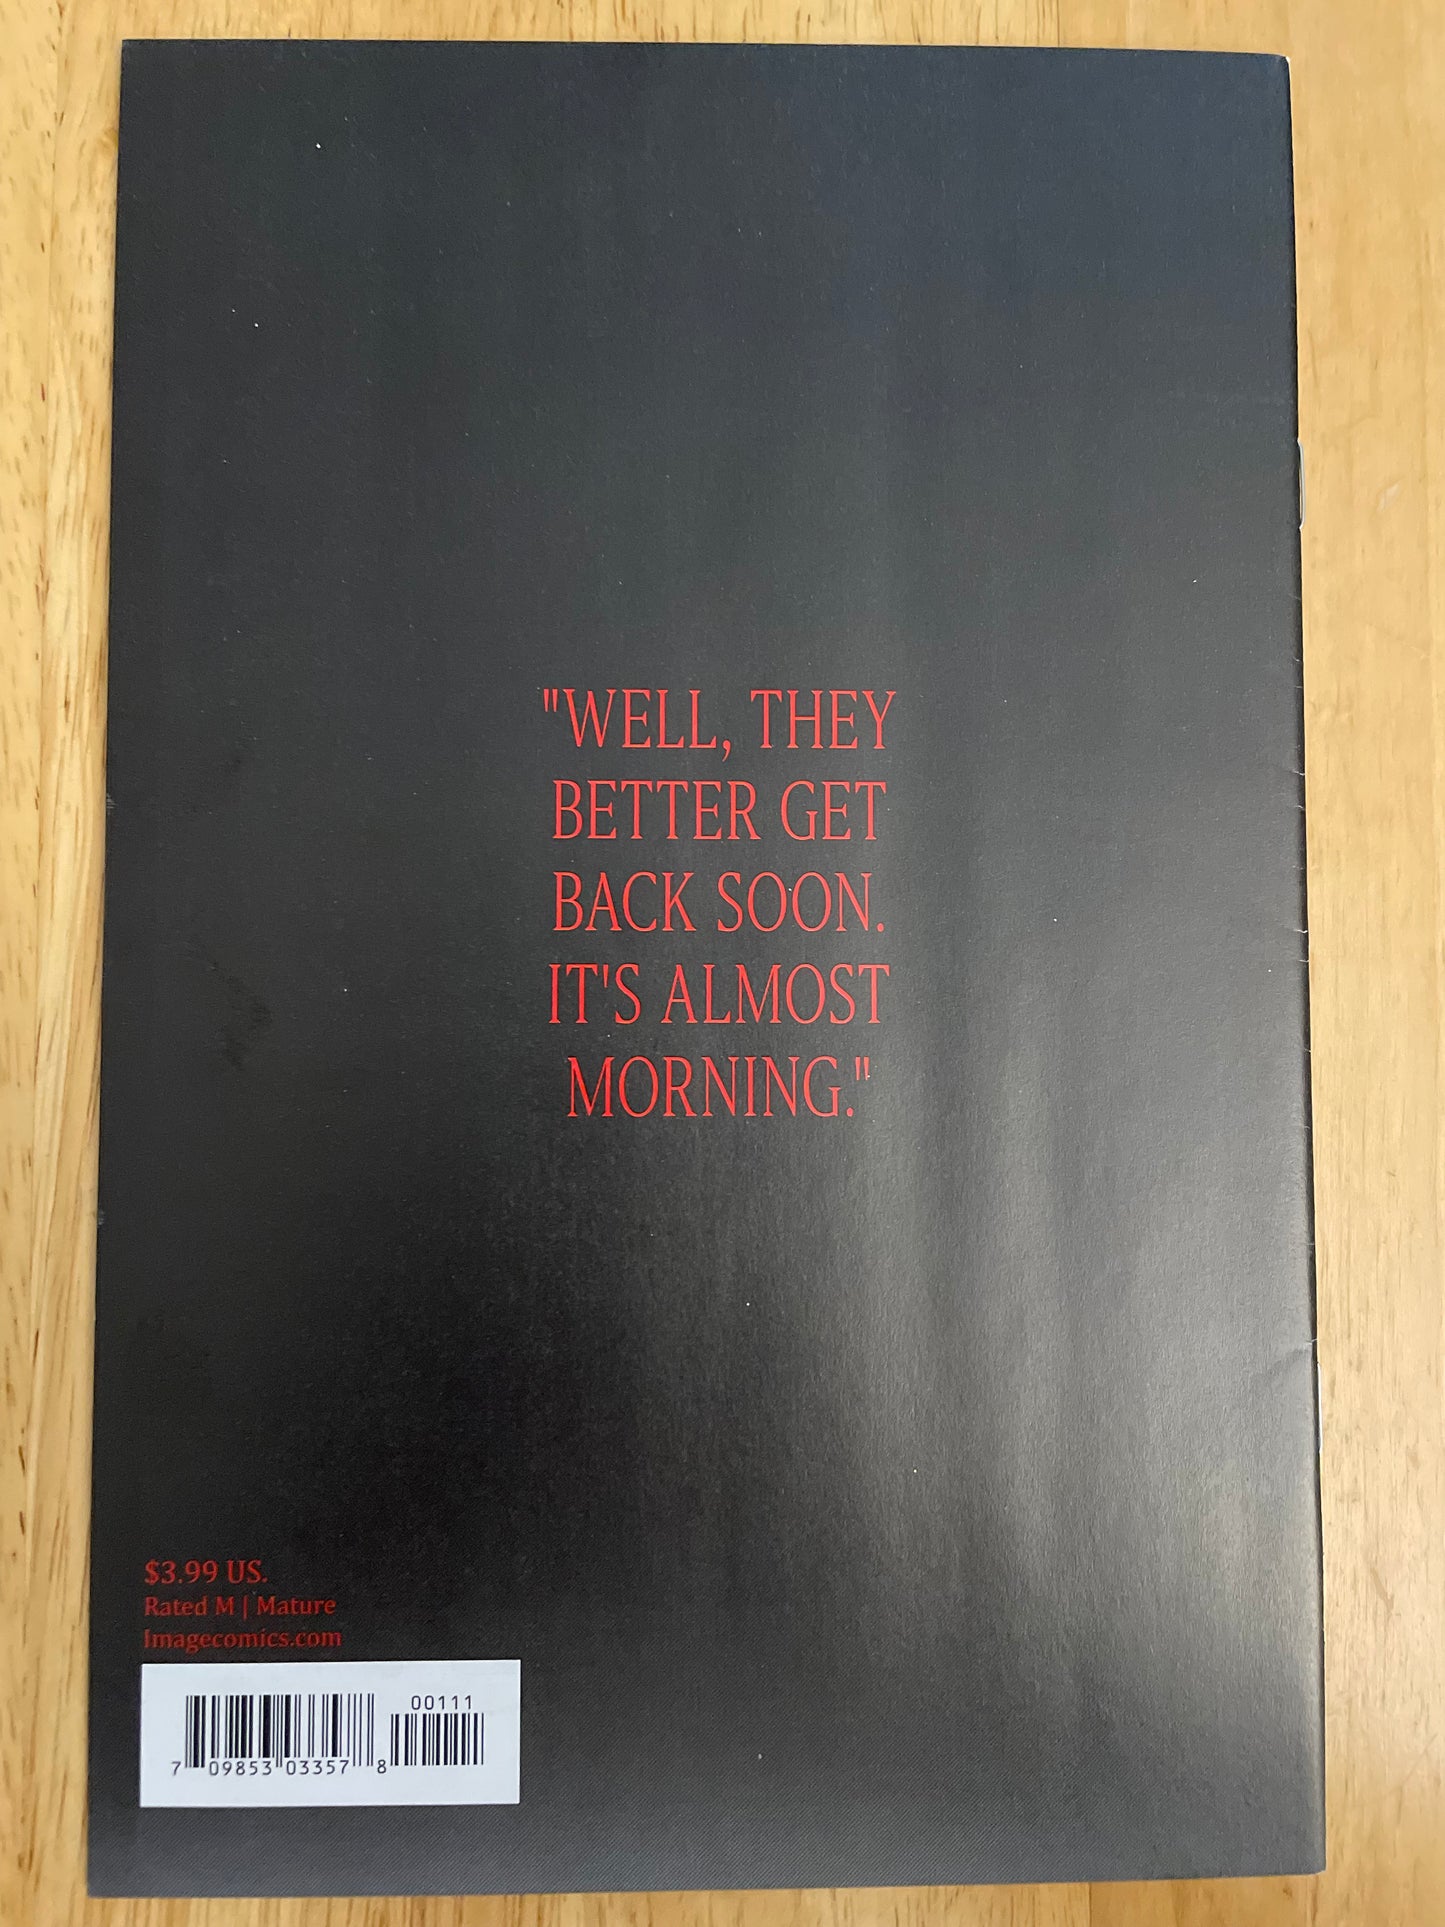 "WELL, THEY
BETTER GET
BACK SOON.
IT'S ALMOST
MORNING."
$3.99 US.
Rated M | Mature
Imagecomics.com
00111
7 09853 03357 8